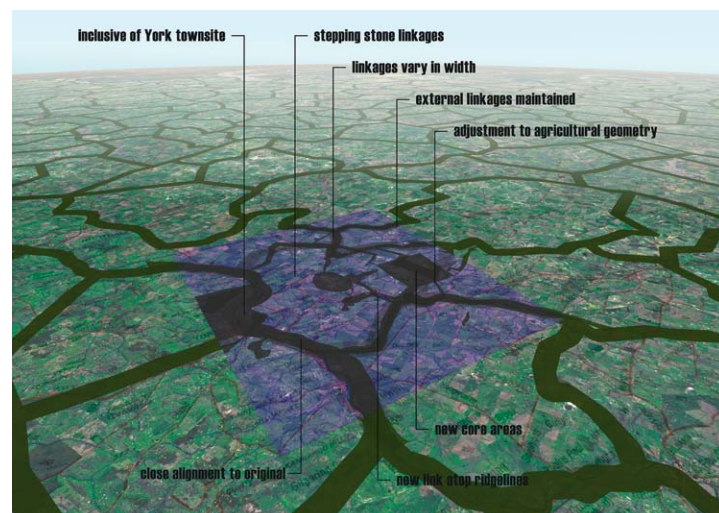 inclusive of York townsite
stepping stone linkages
linkages vary in width
external linkages maintained
adjustment to agricultural geometry
new core areas
close alignment to original
new link atop ridgelines